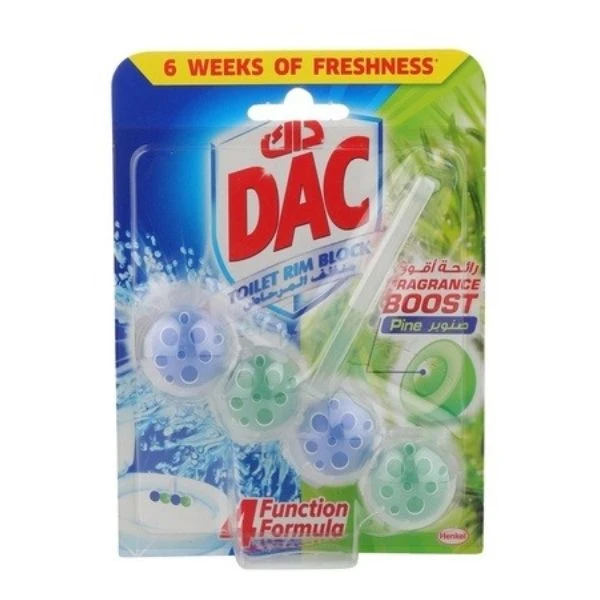 6 WEEKS OF FRESHNESS*
داك
DAC
TOILET RIM BLOCK
منظف المرحاض
رائحة أقوى
FRAGRANCE
BOOST
Pine صنوبر
4 Function
Formula
Henkel